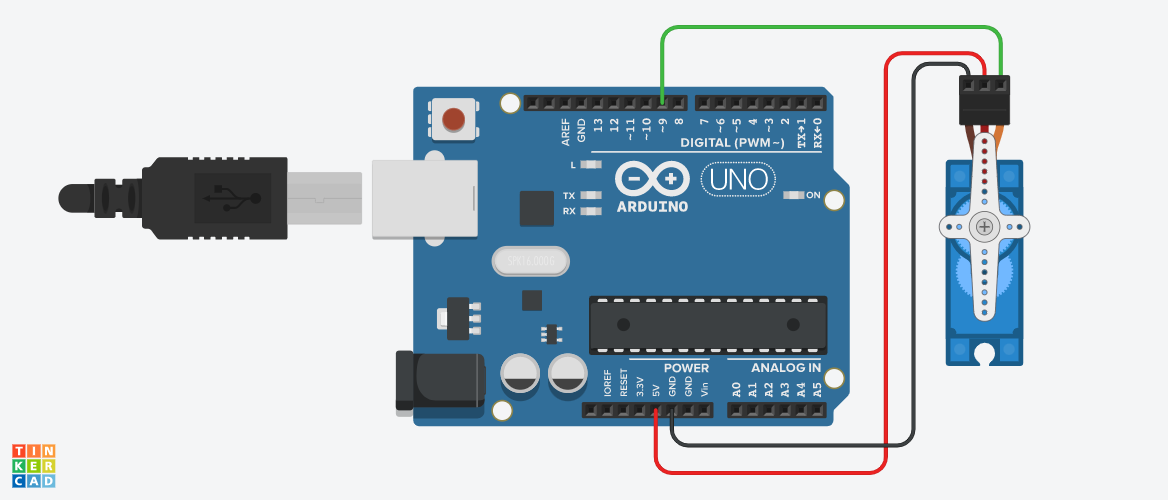 AREF
GND
13
12
~11
~10
~9
8
7
~6
~5
4
~3
2
TX→1
RX←0
DIGITAL (PWM~)
L
TX
RX
ON
UNO
ARDUINO
SPK16.000G
POWER
ANALOG IN
IOREF
RESET
3.3V
5V
GND
GND
Vin
A0
A1
A2
A3
A4
A5
TIN
KER
CAD